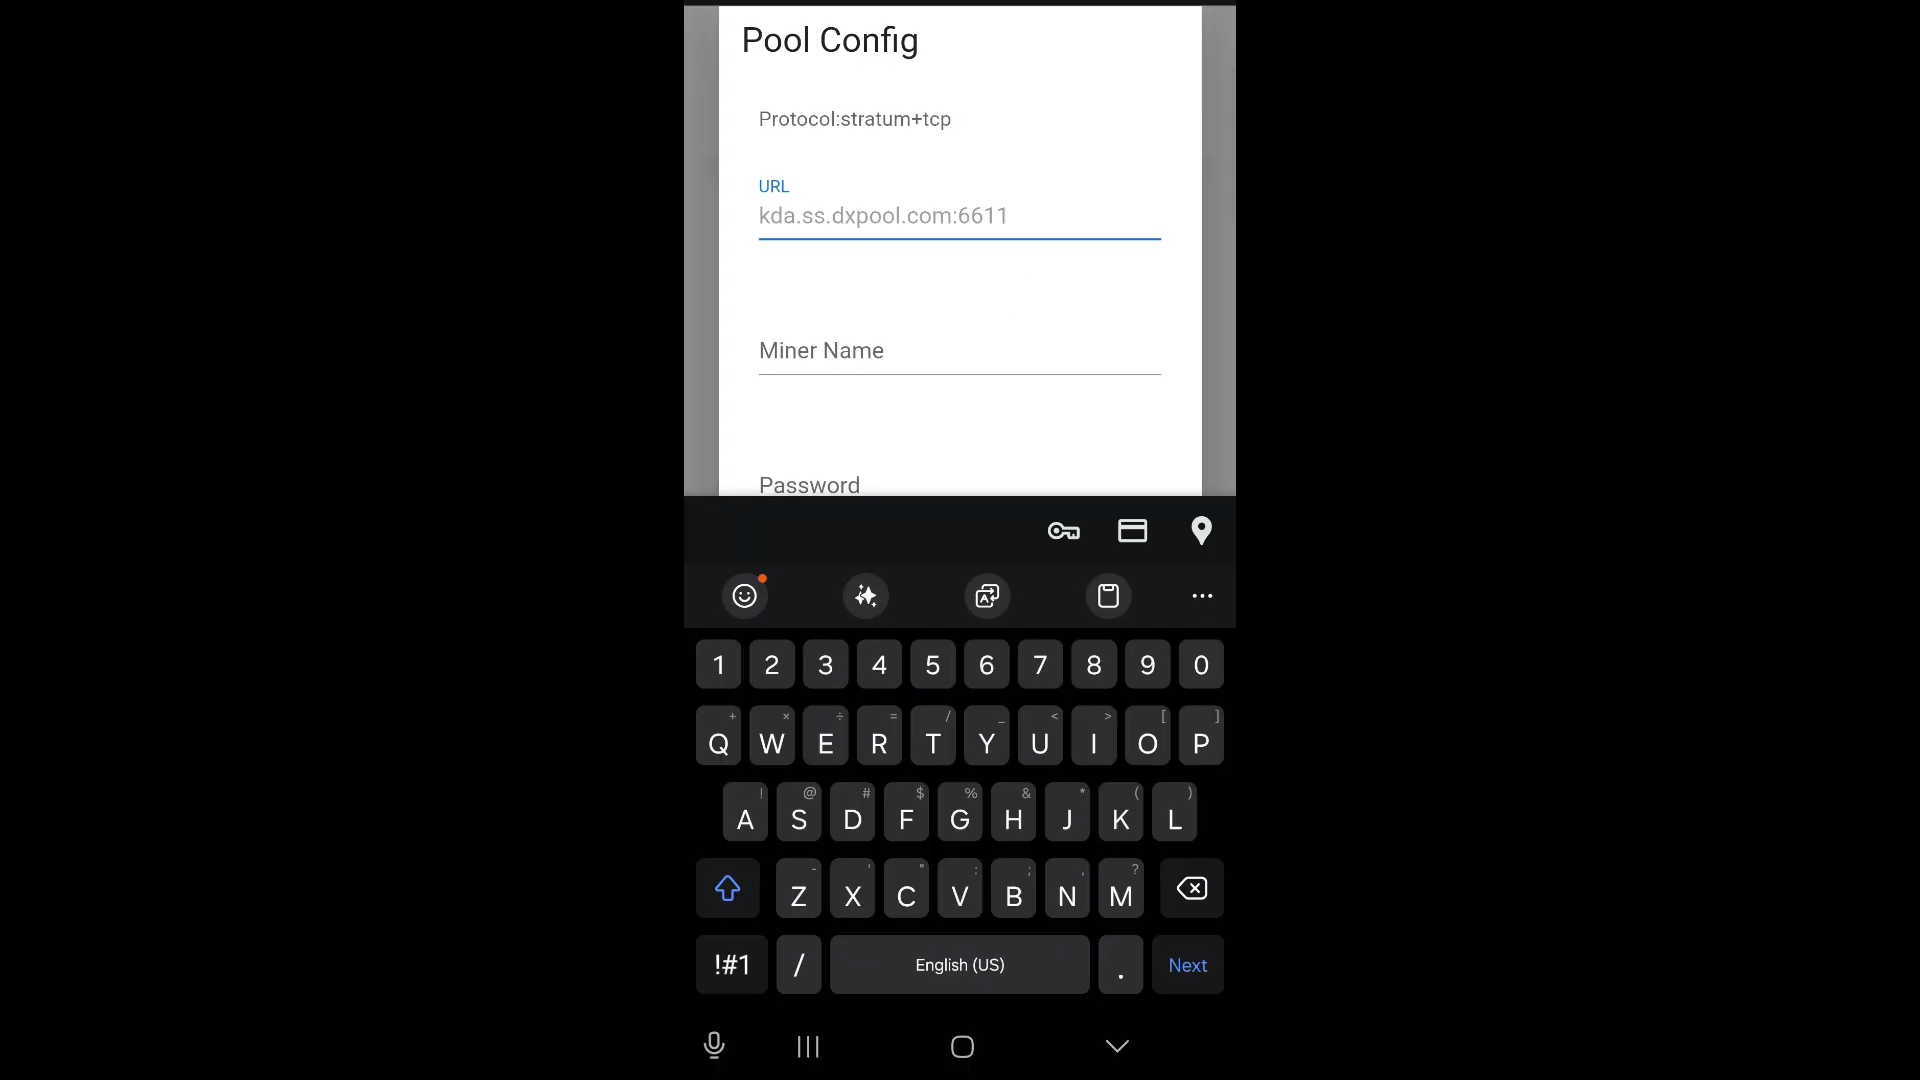 Pool Config
Protocol:stratum+tcp
URL
kda.ss.dxpool.com:6611
Miner Name
Password
1 2 3 4 5 6 7 8 9 0
+ × ÷ = / _ < > [ ]
Q W E R T Y U I O P
! @ # $ % & * ( )
A S D F G H J K L
- ' " : ; , ?
Z X C V B N M
!#1 / English (US) . Next